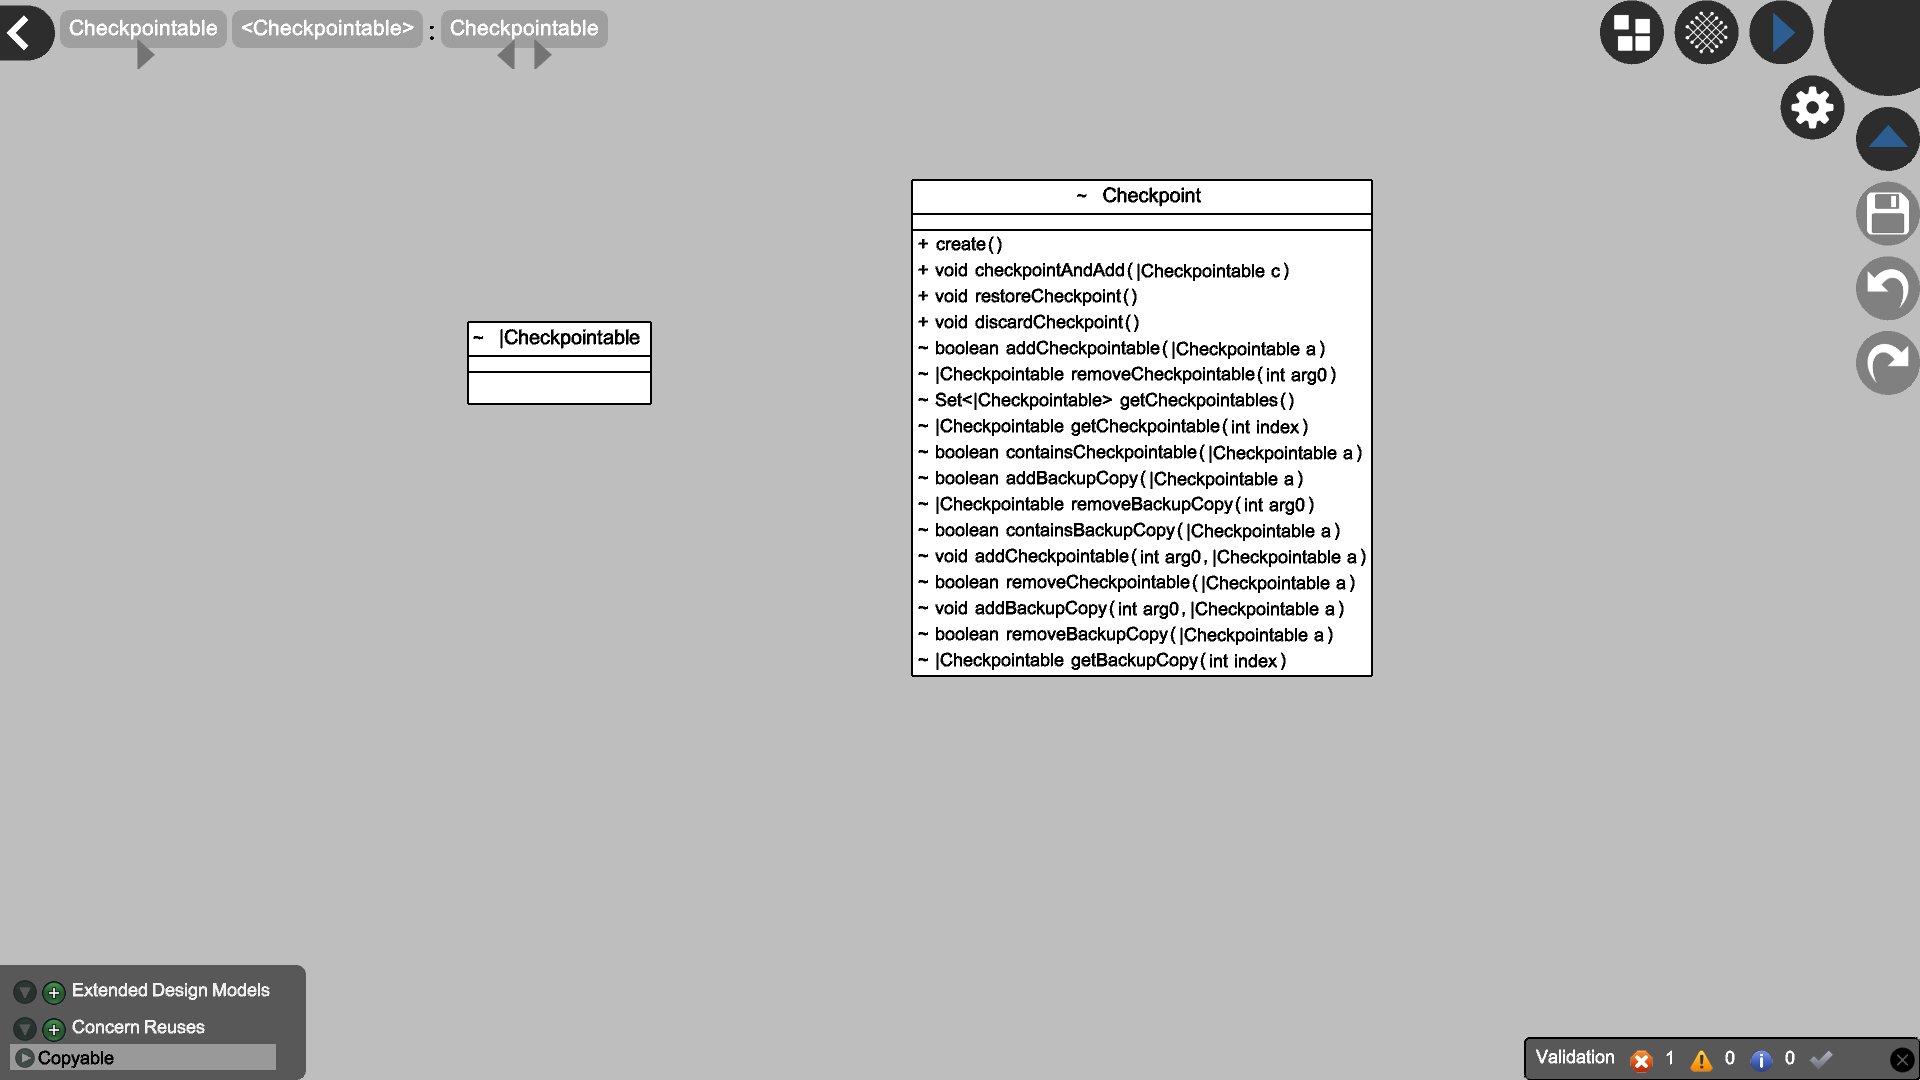 Checkpointable <Checkpointable> : Checkpointable
~ |Checkpointable
~ Checkpoint
+ create()
+ void checkpointAndAdd(|Checkpointable c)
+ void restoreCheckpoint()
+ void discardCheckpoint()
~ boolean addCheckpointable(|Checkpointable a)
~ |Checkpointable removeCheckpointable(int arg0)
~ Set<|Checkpointable> getCheckpointables()
~ |Checkpointable getCheckpointable(int index)
~ boolean containsCheckpointable(|Checkpointable a)
~ boolean addBackupCopy(|Checkpointable a)
~ |Checkpointable removeBackupCopy(int arg0)
~ boolean containsBackupCopy(|Checkpointable a)
~ void addCheckpointable(int arg0,|Checkpointable a)
~ boolean removeCheckpointable(|Checkpointable a)
~ void addBackupCopy(int arg0,|Checkpointable a)
~ boolean removeBackupCopy(|Checkpointable a)
~ |Checkpointable getBackupCopy(int index)
Extended Design Models
Concern Reuses
Copyable
Validation 1 0 0